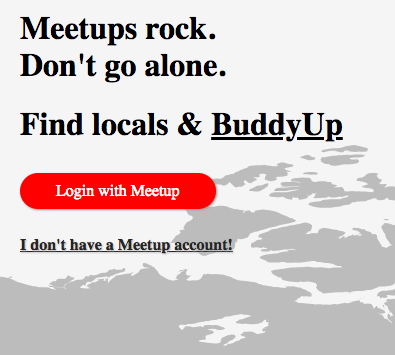 Meetups rock.
Don't go alone.
Find locals & BuddyUp
Login with Meetup
I don't have a Meetup account!